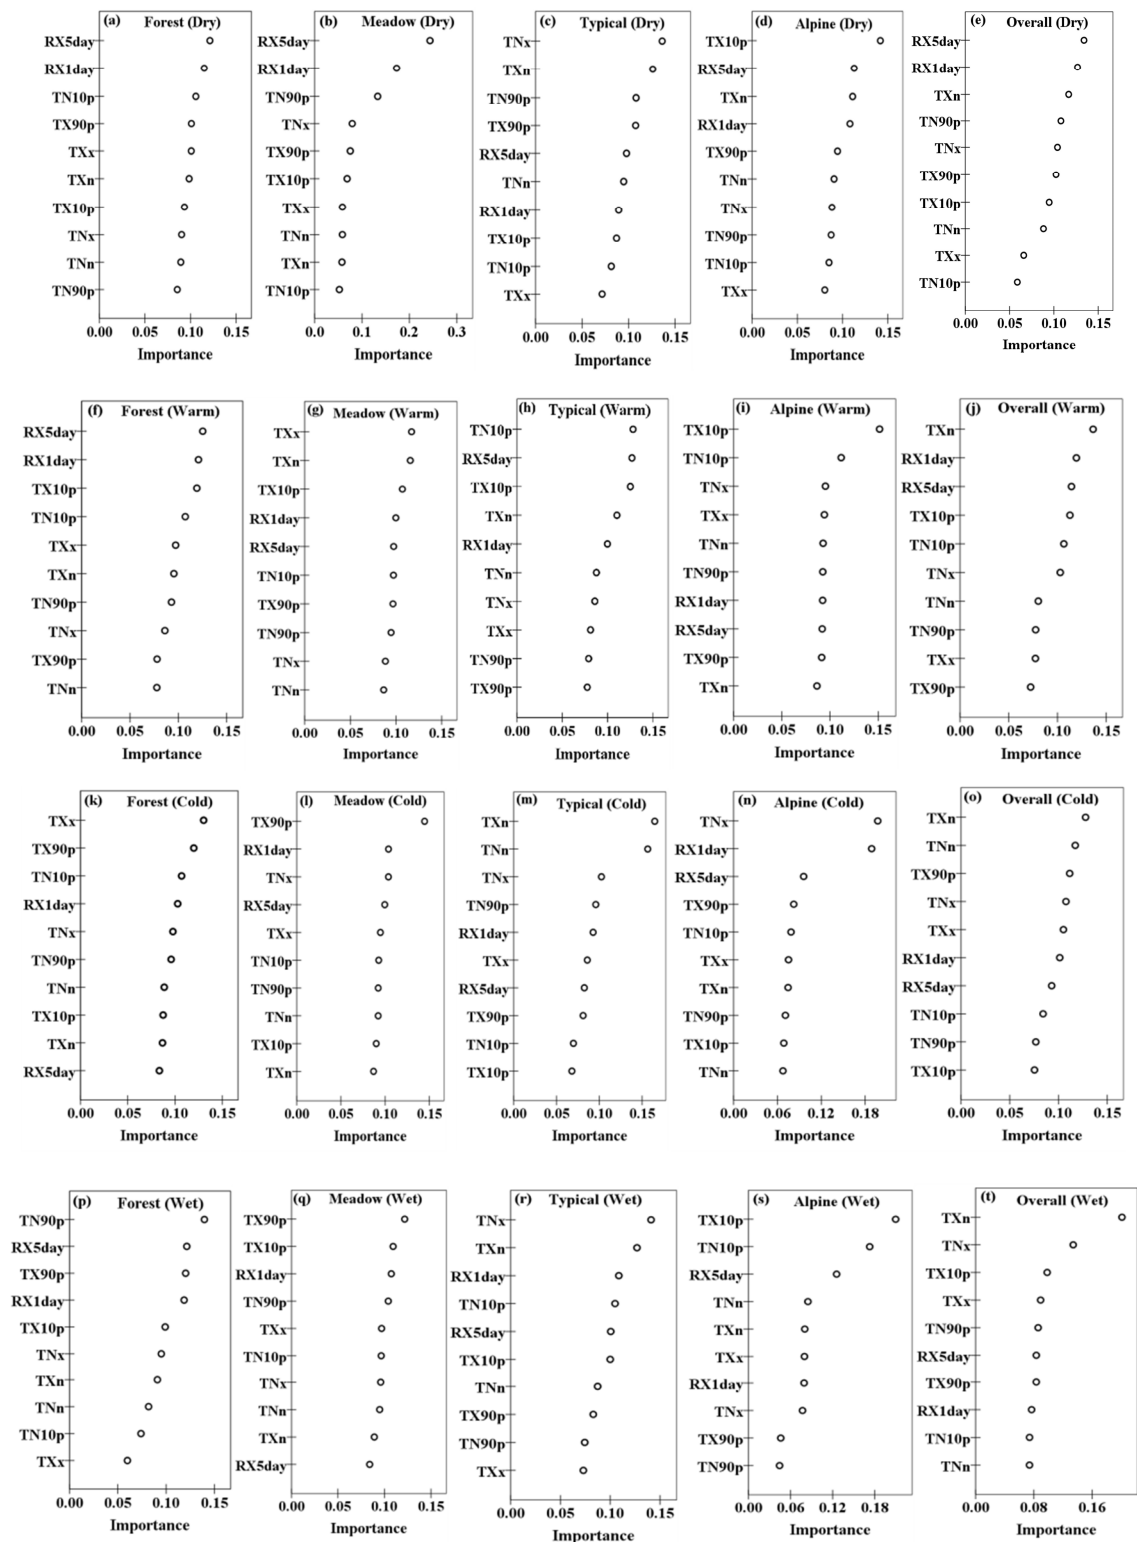 (a) Forest (Dry)
RX5day
RX1day
TN10p
TX90p
TXx
TXn
TX10p
TNx
TNn
TN90p
0.00 0.05 0.10 0.15
Importance
(b) Meadow (Dry)
RX5day
RX1day
TN90p
TNx
TX90p
TX10p
TXx
TNn
TXn
TN10p
0.0 0.1 0.2 0.3
Importance
(c) Typical (Dry)
TNx
TXn
TN90p
TX90p
RX5day
TNn
RX1day
TX10p
TN10p
TXx
0.00 0.05 0.10 0.15
Importance
(d) Alpine (Dry)
TX10p
RX5day
TXn
RX1day
TX90p
TNn
TNx
TN90p
TN10p
TXx
0.00 0.05 0.10 0.15
Importance
(e) Overall (Dry)
RX5day
RX1day
TXn
TN90p
TNx
TX90p
TX10p
TNn
TXx
TN10p
0.00 0.05 0.10 0.15
Importance
(f) Forest (Warm)
RX5day
RX1day
TX10p
TN10p
TXx
TXn
TN90p
TNx
TX90p
TNn
0.00 0.05 0.10 0.15
Importance
(g) Meadow (Warm)
TXx
TXn
TX10p
RX1day
RX5day
TN10p
TX90p
TN90p
TNx
TNn
0.00 0.05 0.10 0.15
Importance
(h) Typical (Warm)
TN10p
RX5day
TX10p
TXn
RX1day
TNn
TNx
TXx
TN90p
TX90p
0.00 0.05 0.10 0.15
Importance
(i) Alpine (Warm)
TX10p
TN10p
TNx
TXx
TNn
TN90p
RX1day
RX5day
TX90p
TXn
0.00 0.05 0.10 0.15
Importance
(j) Overall (Warm)
TXn
RX1day
RX5day
TX10p
TN10p
TNx
TNn
TN90p
TXx
TX90p
0.00 0.05 0.10 0.15
Importance
(k) Forest (Cold)
TXx
TX90p
TN10p
RX1day
TNx
TN90p
TNn
TX10p
TXn
RX5day
0.00 0.05 0.10 0.15
Importance
(l) Meadow (Cold)
TX90p
RX1day
TNx
RX5day
TXx
TN10p
TN90p
TNn
TX10p
TXn
0.00 0.05 0.10 0.15
Importance
(m) Typical (Cold)
TXn
TNn
TNx
TN90p
RX1day
TXx
RX5day
TX90p
TN10p
TX10p
0.00 0.05 0.10 0.15
Importance
(n) Alpine (Cold)
TNx
RX1day
RX5day
TX90p
TN10p
TXx
TXn
TN90p
TX10p
TNn
0.00 0.06 0.12 0.18
Importance
(o) Overall (Cold)
TXn
TNn
TX90p
TNx
TXx
RX1day
RX5day
TN10p
TN90p
TX10p
0.00 0.05 0.10 0.15
Importance
(p) Forest (Wet)
TN90p
RX5day
TX90p
RX1day
TX10p
TNx
TXn
TNn
TN10p
TXx
0.00 0.05 0.10 0.15
Importance
(q) Meadow (Wet)
TX90p
TX10p
RX1day
TN90p
TXx
TN10p
TNx
TNn
TXn
RX5day
0.00 0.05 0.10 0.15
Importance
(r) Typical (Wet)
TNx
TXn
RX1day
TN10p
RX5day
TX10p
TNn
TX90p
TN90p
TXx
0.00 0.05 0.10 0.15
Importance
(s) Alpine (Wet)
TX10p
TN10p
RX5day
TNn
TXn
TXx
RX1day
TNx
TX90p
TN90p
0.00 0.06 0.12 0.18
Importance
(t) Overall (Wet)
TXn
TNx
TX10p
TXx
TN90p
RX5day
TX90p
RX1day
TN10p
TNn
0.00 0.08 0.16
Importance